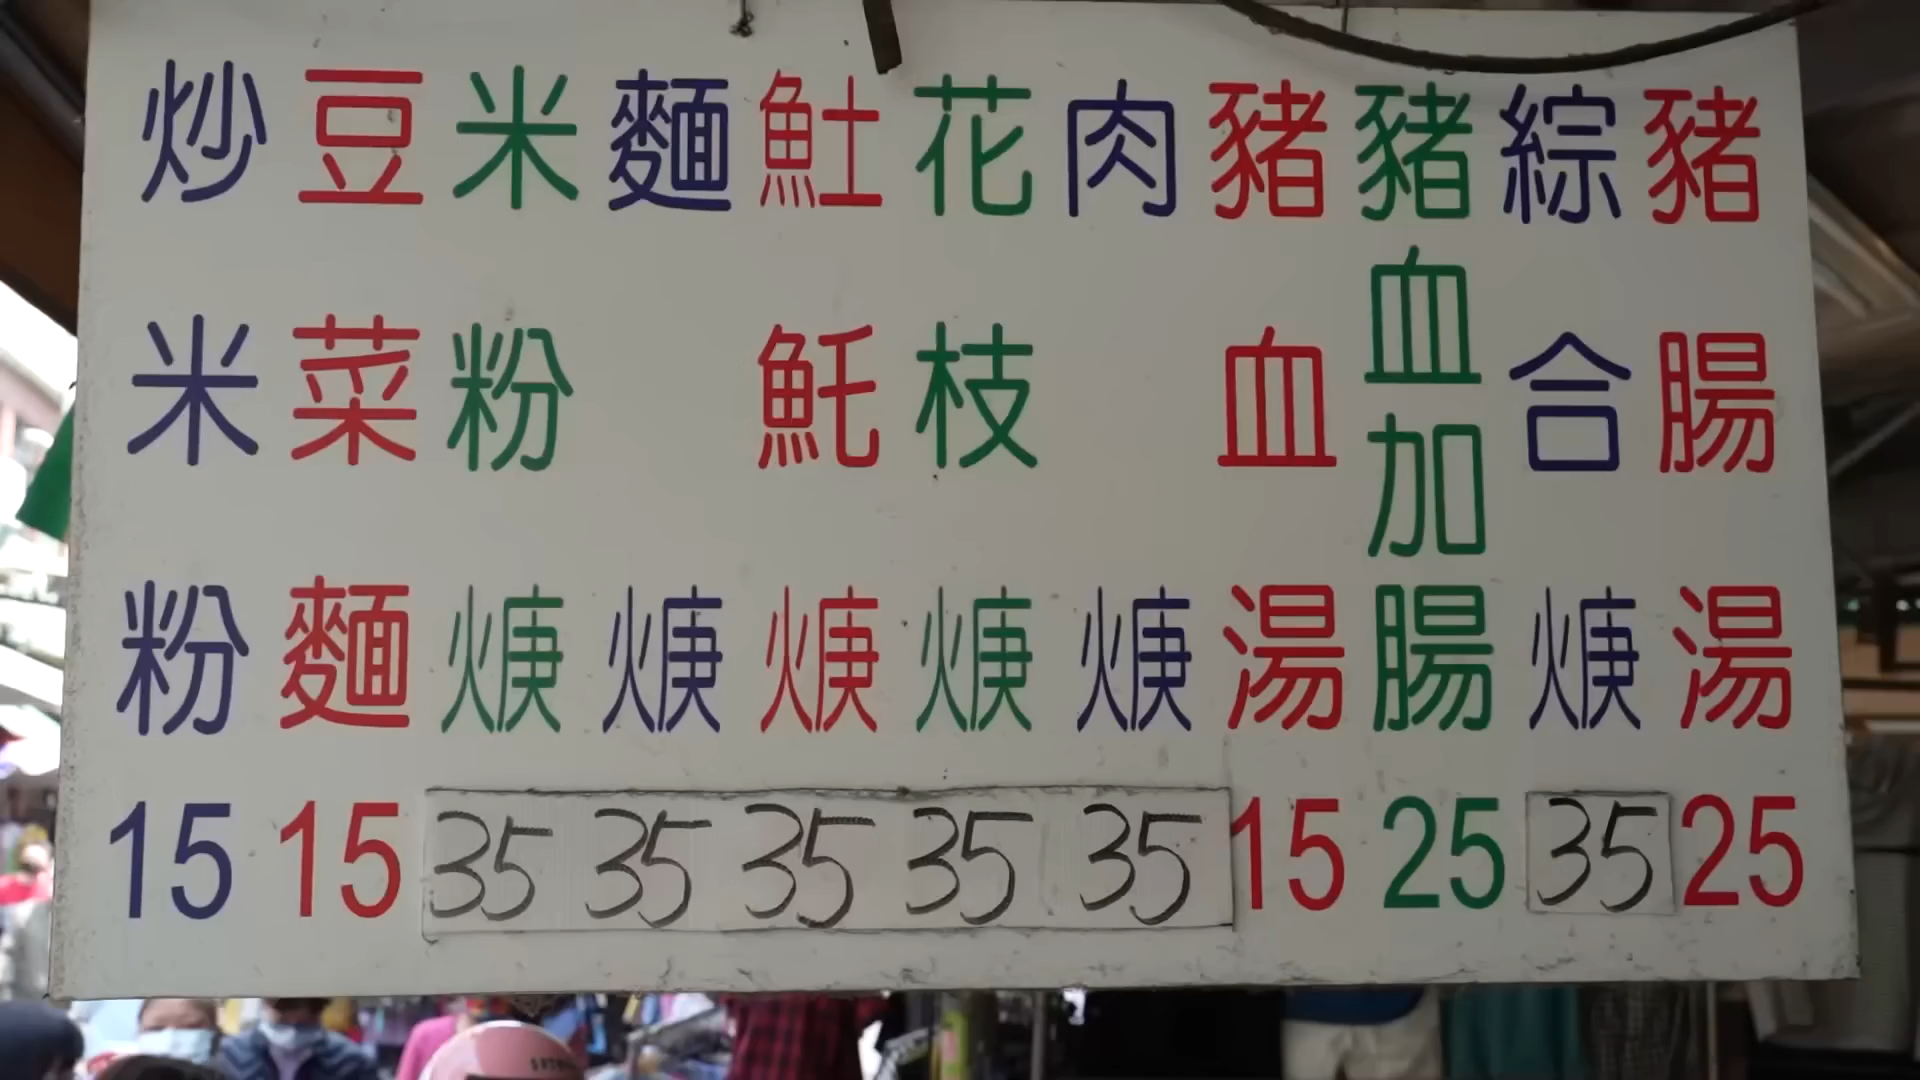 豬腸湯 25
綜合焿 35
豬血加腸 25
豬血湯 15
肉焿 35
花枝焿 35
𩵚魠焿 35
麵焿 35
米粉焿 35
豆菜麵 15
炒米粉 15